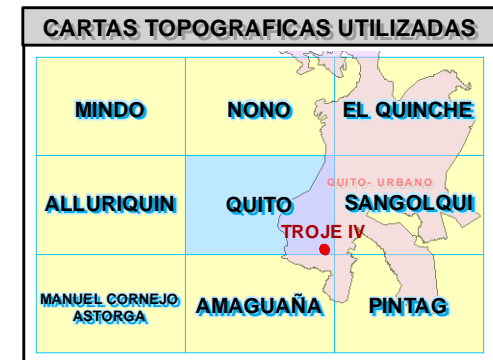 CARTAS TOPOGRAFICAS UTILIZADAS
MINDO
NONO
EL QUINCHE
QUITO- URBANO
ALLURIQUIN
QUITO
SANGOLQUI
TROJE IV
MANUEL CORNEJO
ASTORGA
AMAGUAÑA
PINTAG